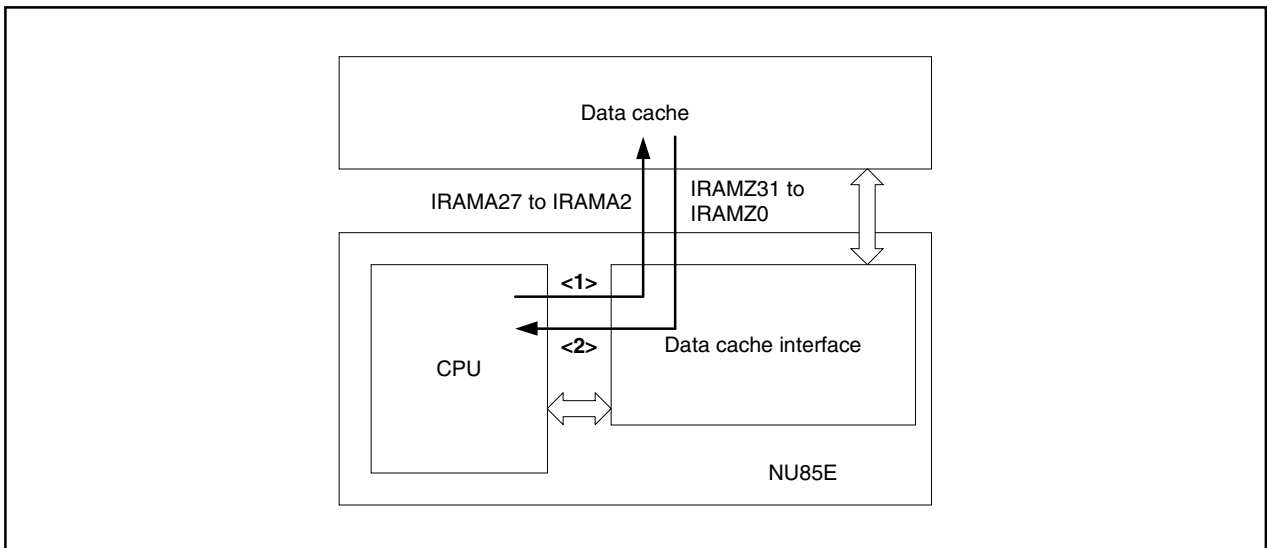 Data cache
IRAMA27 to IRAMA2
IRAMZ31 to
IRAMZ0
<1>
<2>
Data cache interface
CPU
NU85E